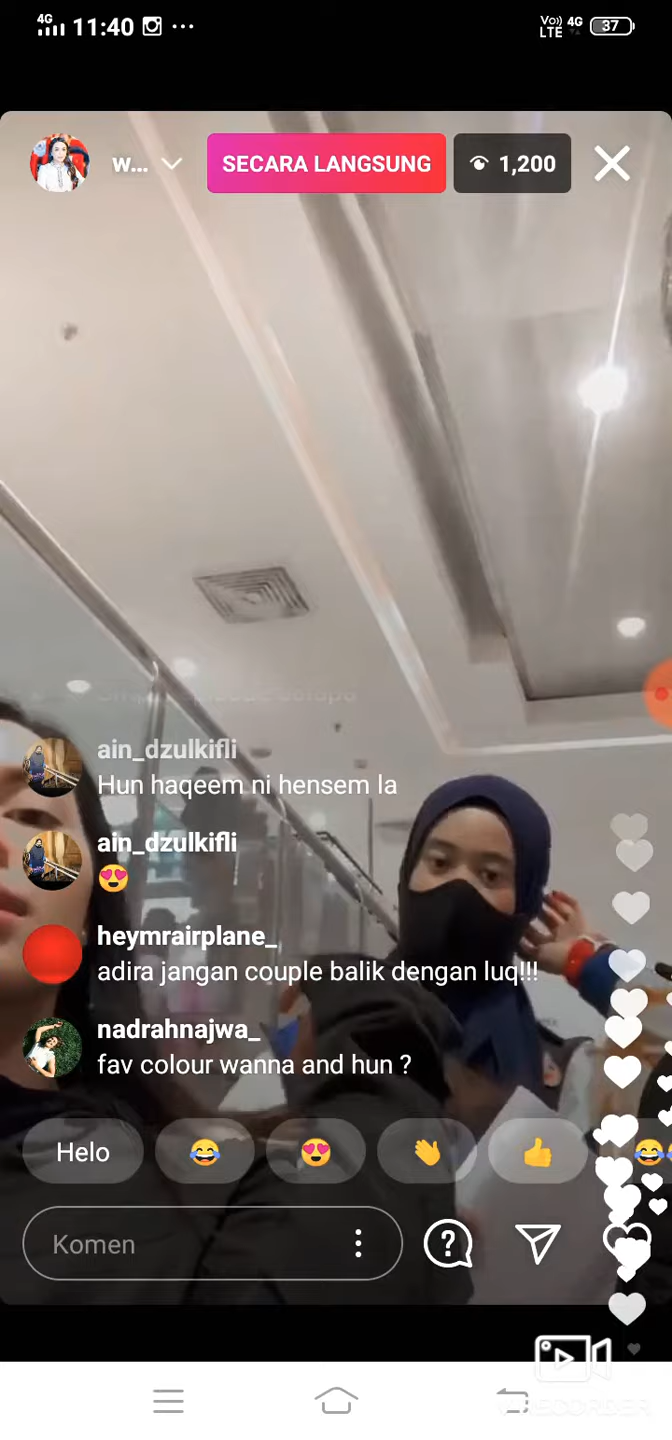 4G 11:40 Vo)) LTE 4G 37
w... SECARA LANGSUNG 1,200
ain_dzulkifli
Hun haqeem ni hensem la
ain_dzulkifli
😍
heymrairplane_
adira jangan couple balik dengan luq!!!
nadrahnajwa_
fav colour wanna and hun ?
Helo 😂 😍 👏 👍 😂
Komen
RECORDER